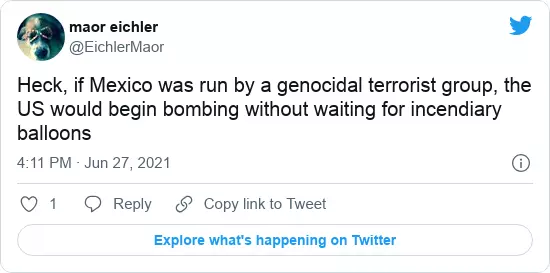 maor eichler
@EichlerMaor
Heck, if Mexico was run by a genocidal terrorist group, the
US would begin bombing without waiting for incendiary
balloons
4:11 PM · Jun 27, 2021
1 Reply Copy link to Tweet
Explore what's happening on Twitter